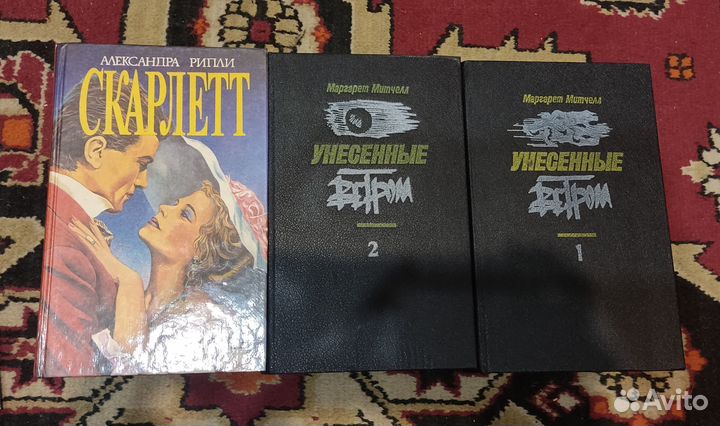 АЛЕКСАНДРА РИПЛИ
СКАРЛЕТТ
Маргарет Митчелл
УНЕСЕННЫЕ
ВЕТРОМ
2
Маргарет Митчелл
УНЕСЕННЫЕ
ВЕТРОМ
1
Avito